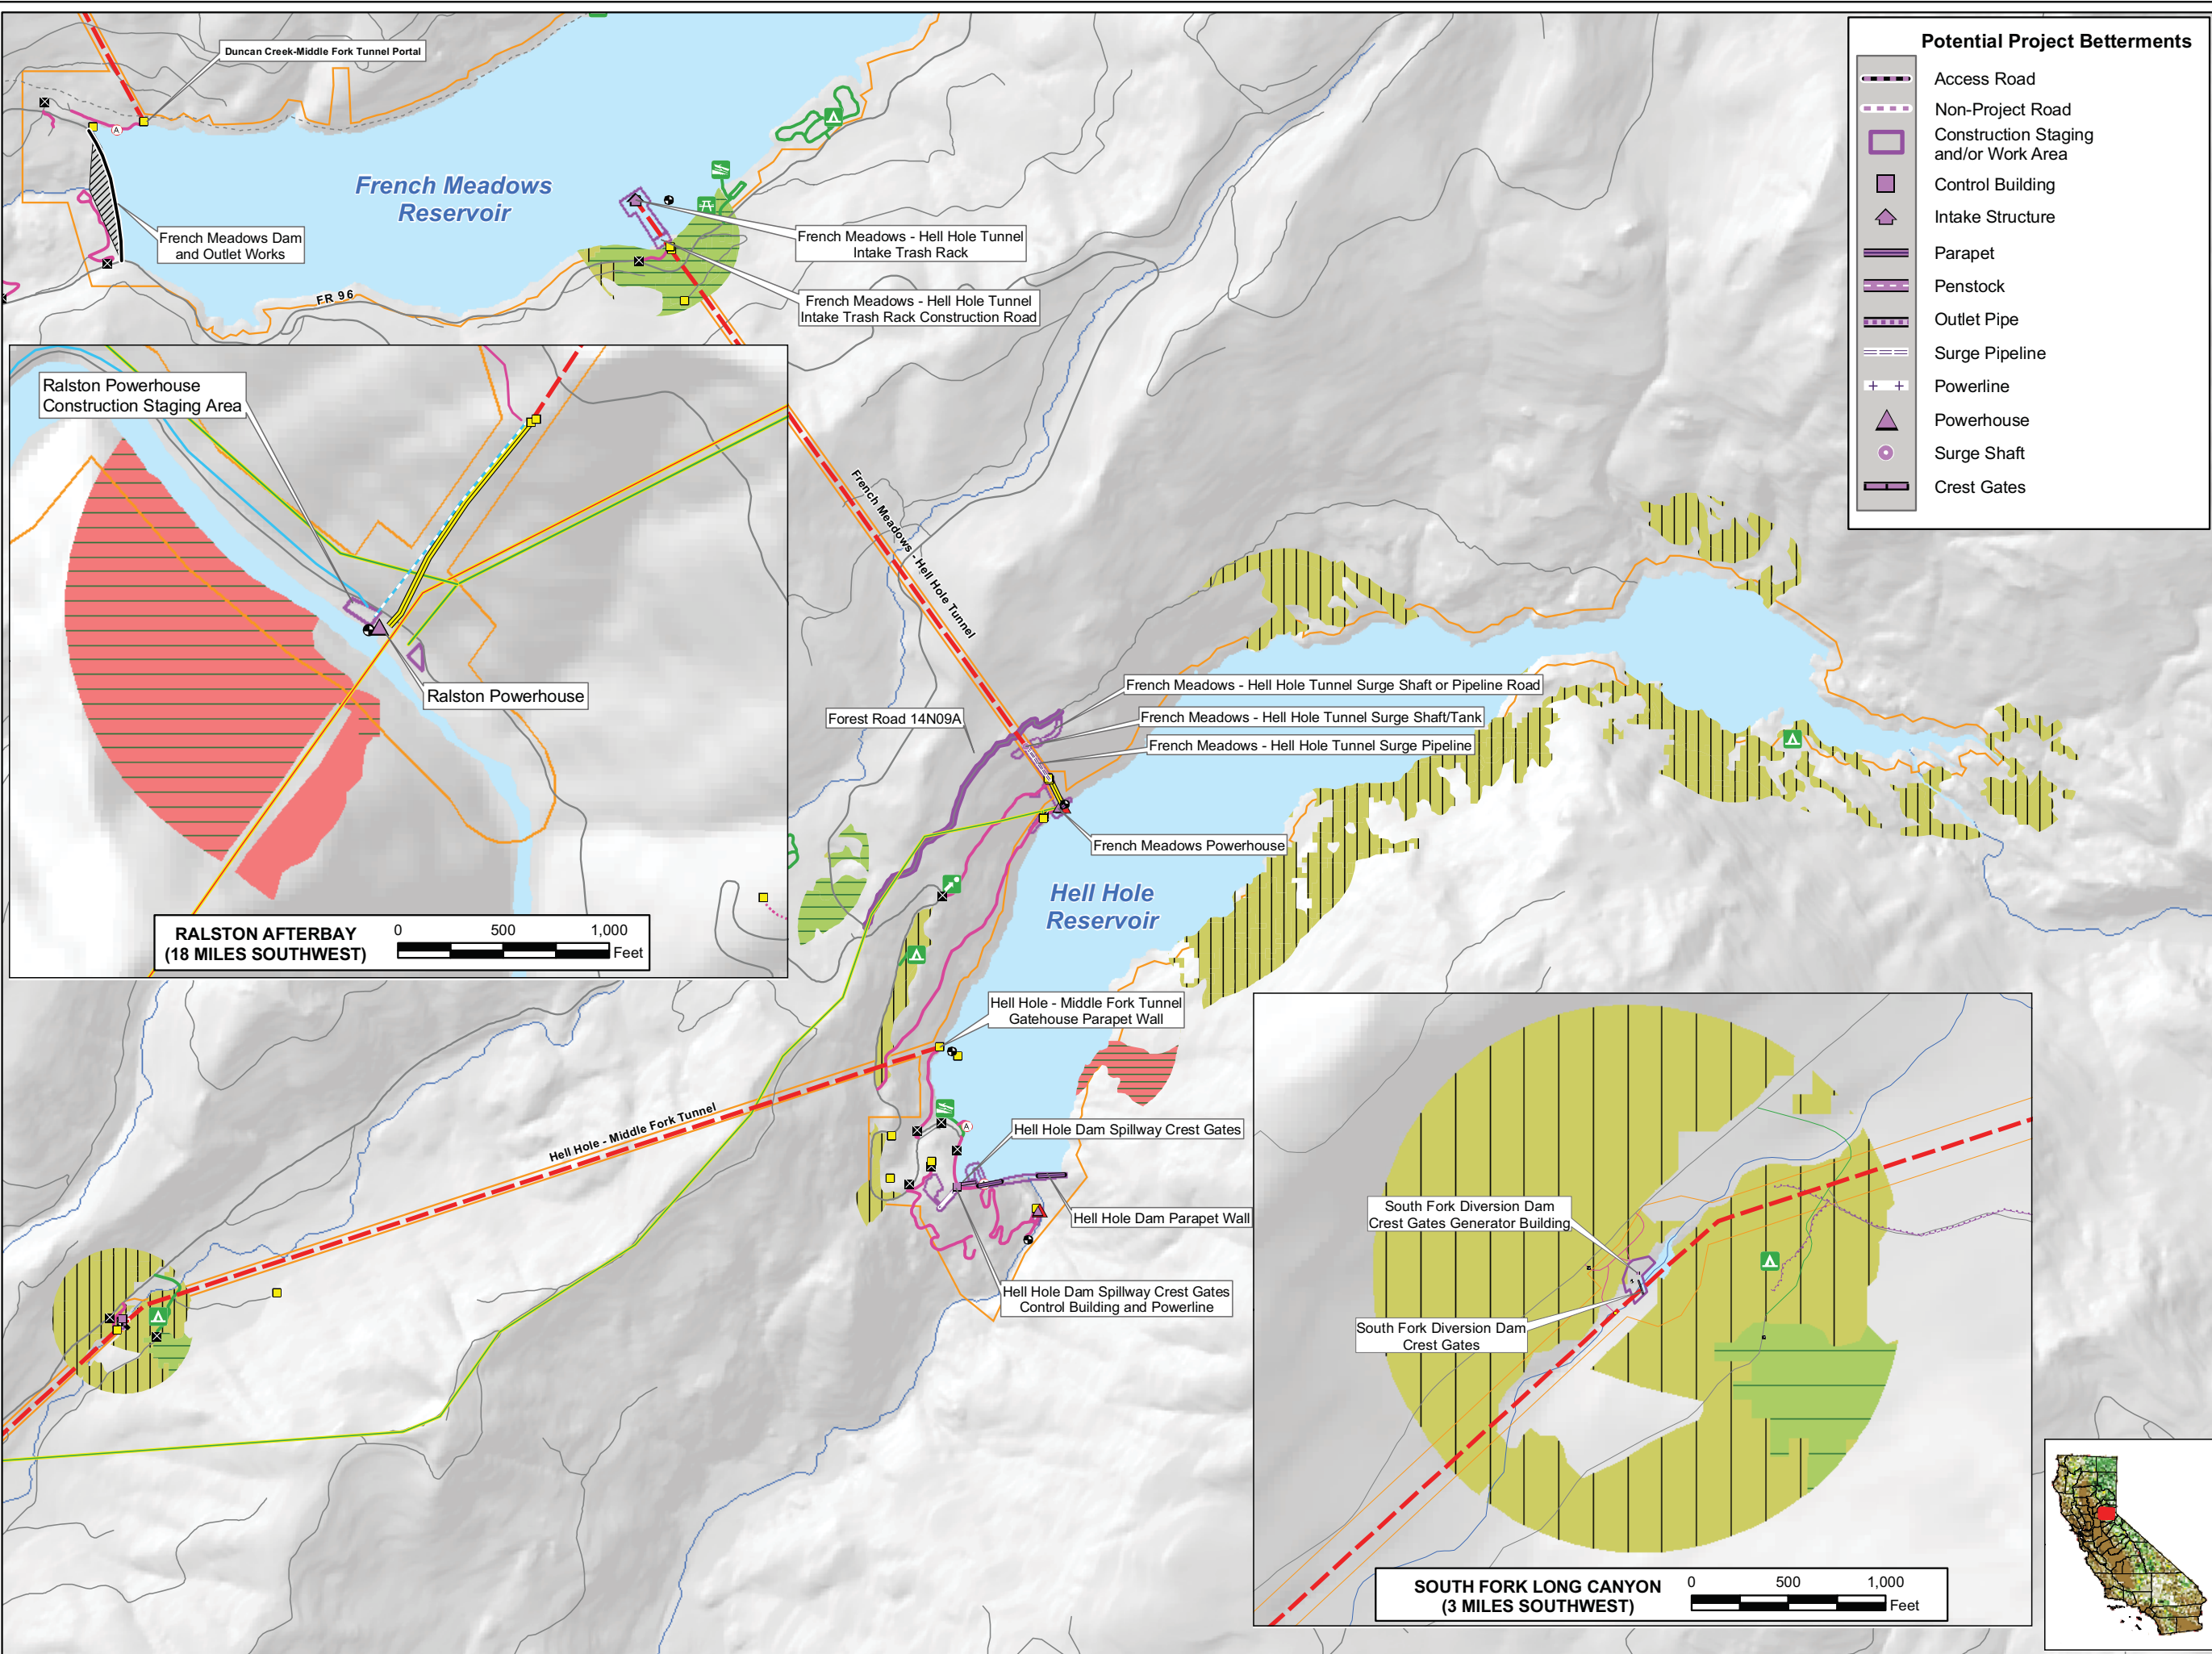 Duncan Creek-Middle Fork Tunnel Portal
A
French Meadows
Reservoir
French Meadows Dam
and Outlet Works
FR 96
French Meadows - Hell Hole Tunnel
Intake Trash Rack
French Meadows - Hell Hole Tunnel
Intake Trash Rack Construction Road
Potential Project Betterments
Access Road
Non-Project Road
Construction Staging
and/or Work Area
Control Building
Intake Structure
Parapet
Penstock
Outlet Pipe
Surge Pipeline
Powerline
Powerhouse
Surge Shaft
Crest Gates
Ralston Powerhouse
Construction Staging Area
Ralston Powerhouse
RALSTON AFTERBAY
(18 MILES SOUTHWEST)
0 500 1,000
Feet
French Meadows - Hell Hole Tunnel
French Meadows - Hell Hole Tunnel Surge Shaft or Pipeline Road
Forest Road 14N09A
French Meadows - Hell Hole Tunnel Surge Shaft/Tank
French Meadows - Hell Hole Tunnel Surge Pipeline
French Meadows Powerhouse
Hell Hole
Reservoir
Hell Hole - Middle Fork Tunnel
Gatehouse Parapet Wall
Hell Hole - Middle Fork Tunnel
A
Hell Hole Dam Spillway Crest Gates
Hell Hole Dam Parapet Wall
Hell Hole Dam Spillway Crest Gates
Control Building and Powerline
South Fork Diversion Dam
Crest Gates Generator Building
South Fork Diversion Dam
Crest Gates
SOUTH FORK LONG CANYON
(3 MILES SOUTHWEST)
0 500 1,000
Feet